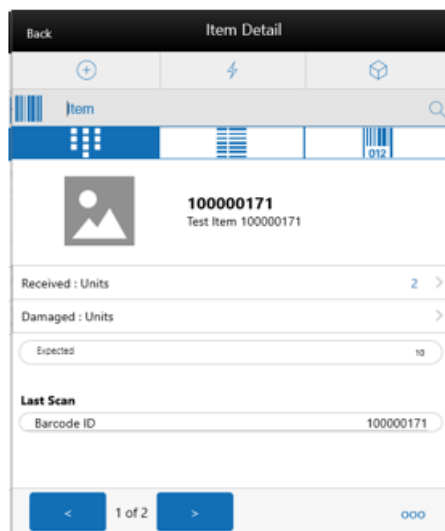 Back Item Detail
Item
012
100000171
Test Item 100000171
Received : Units 2 >
Damaged : Units >
Expected 10
Last Scan
Barcode ID 100000171
< 1 of 2 >
ooo